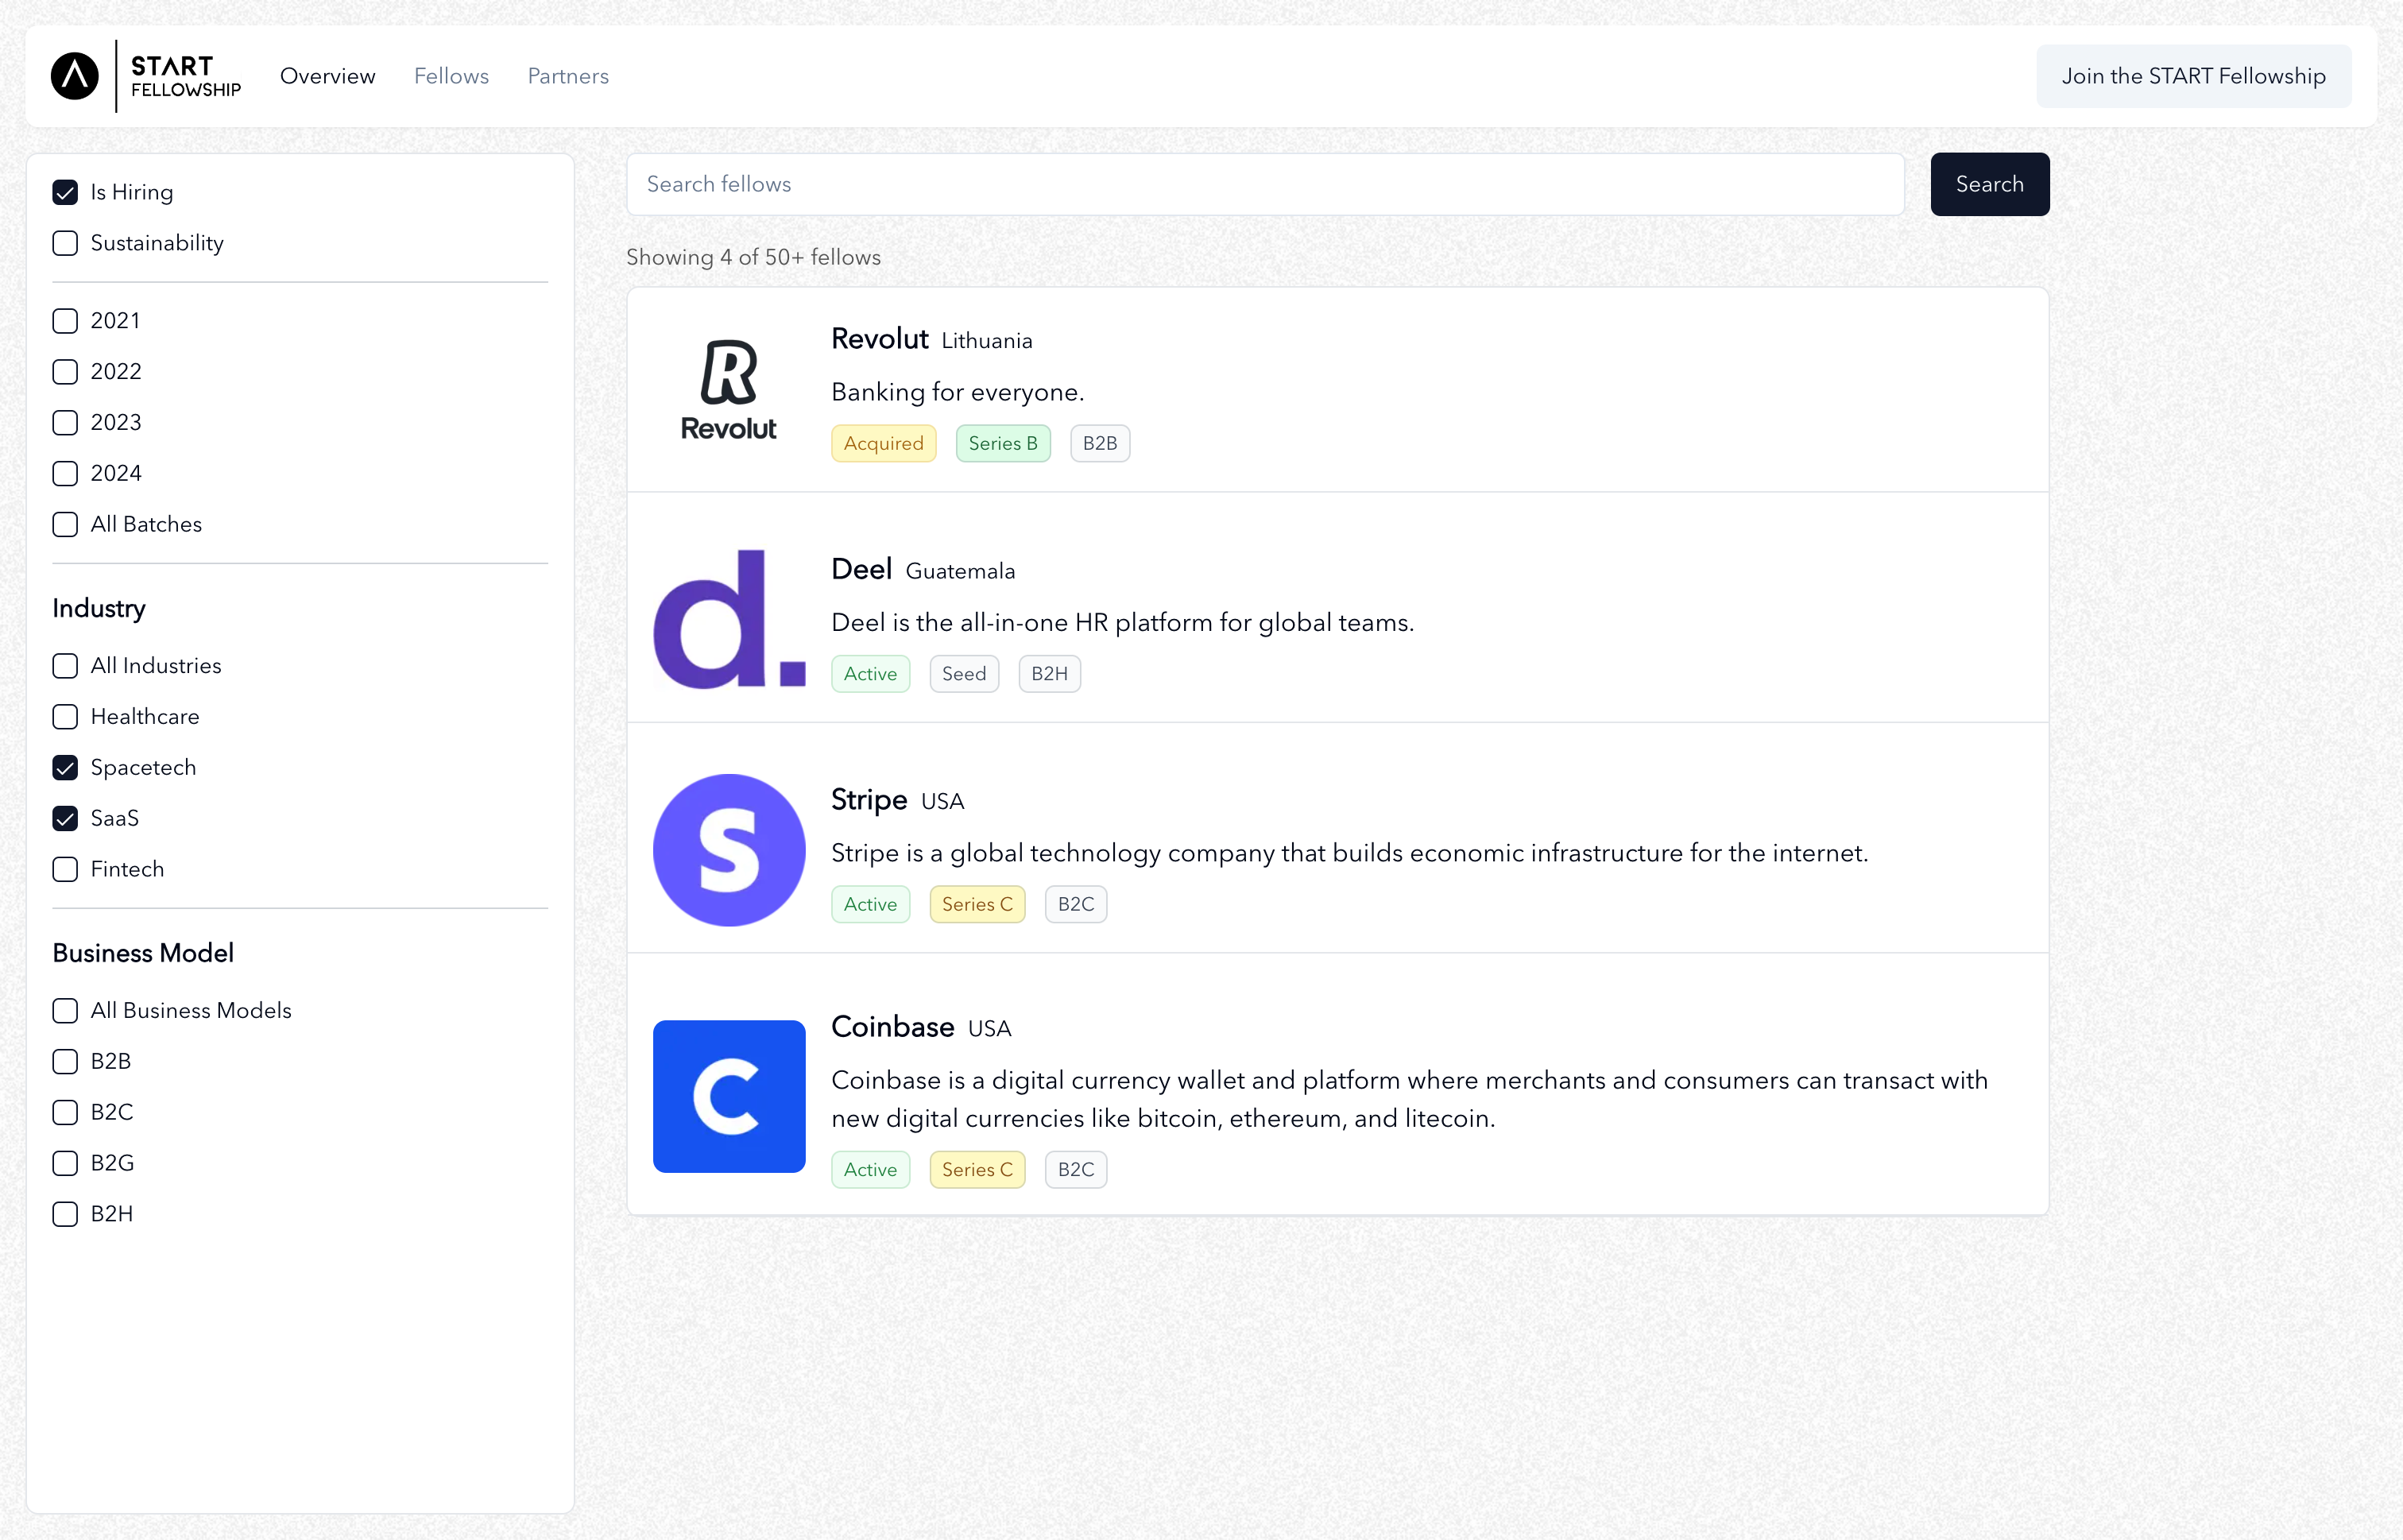 START
FELLOWSHIP
Overview
Fellows
Partners
Join the START Fellowship
Is Hiring
Sustainability
2021
2022
2023
2024
All Batches
Industry
All Industries
Healthcare
Spacetech
SaaS
Fintech
Business Model
All Business Models
B2B
B2C
B2G
B2H
Search fellows
Search
Showing 4 of 50+ fellows
R
Revolut
Revolut Lithuania
Banking for everyone.
Acquired Series B B2B
d.
Deel Guatemala
Deel is the all-in-one HR platform for global teams.
Active Seed B2H
S
Stripe USA
Stripe is a global technology company that builds economic infrastructure for the internet.
Active Series C B2C
C
Coinbase USA
Coinbase is a digital currency wallet and platform where merchants and consumers can transact with
new digital currencies like bitcoin, ethereum, and litecoin.
Active Series C B2C